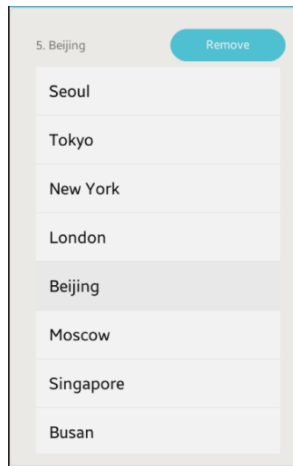 5. Beijing
Remove
Seoul
Tokyo
New York
London
Beijing
Moscow
Singapore
Busan